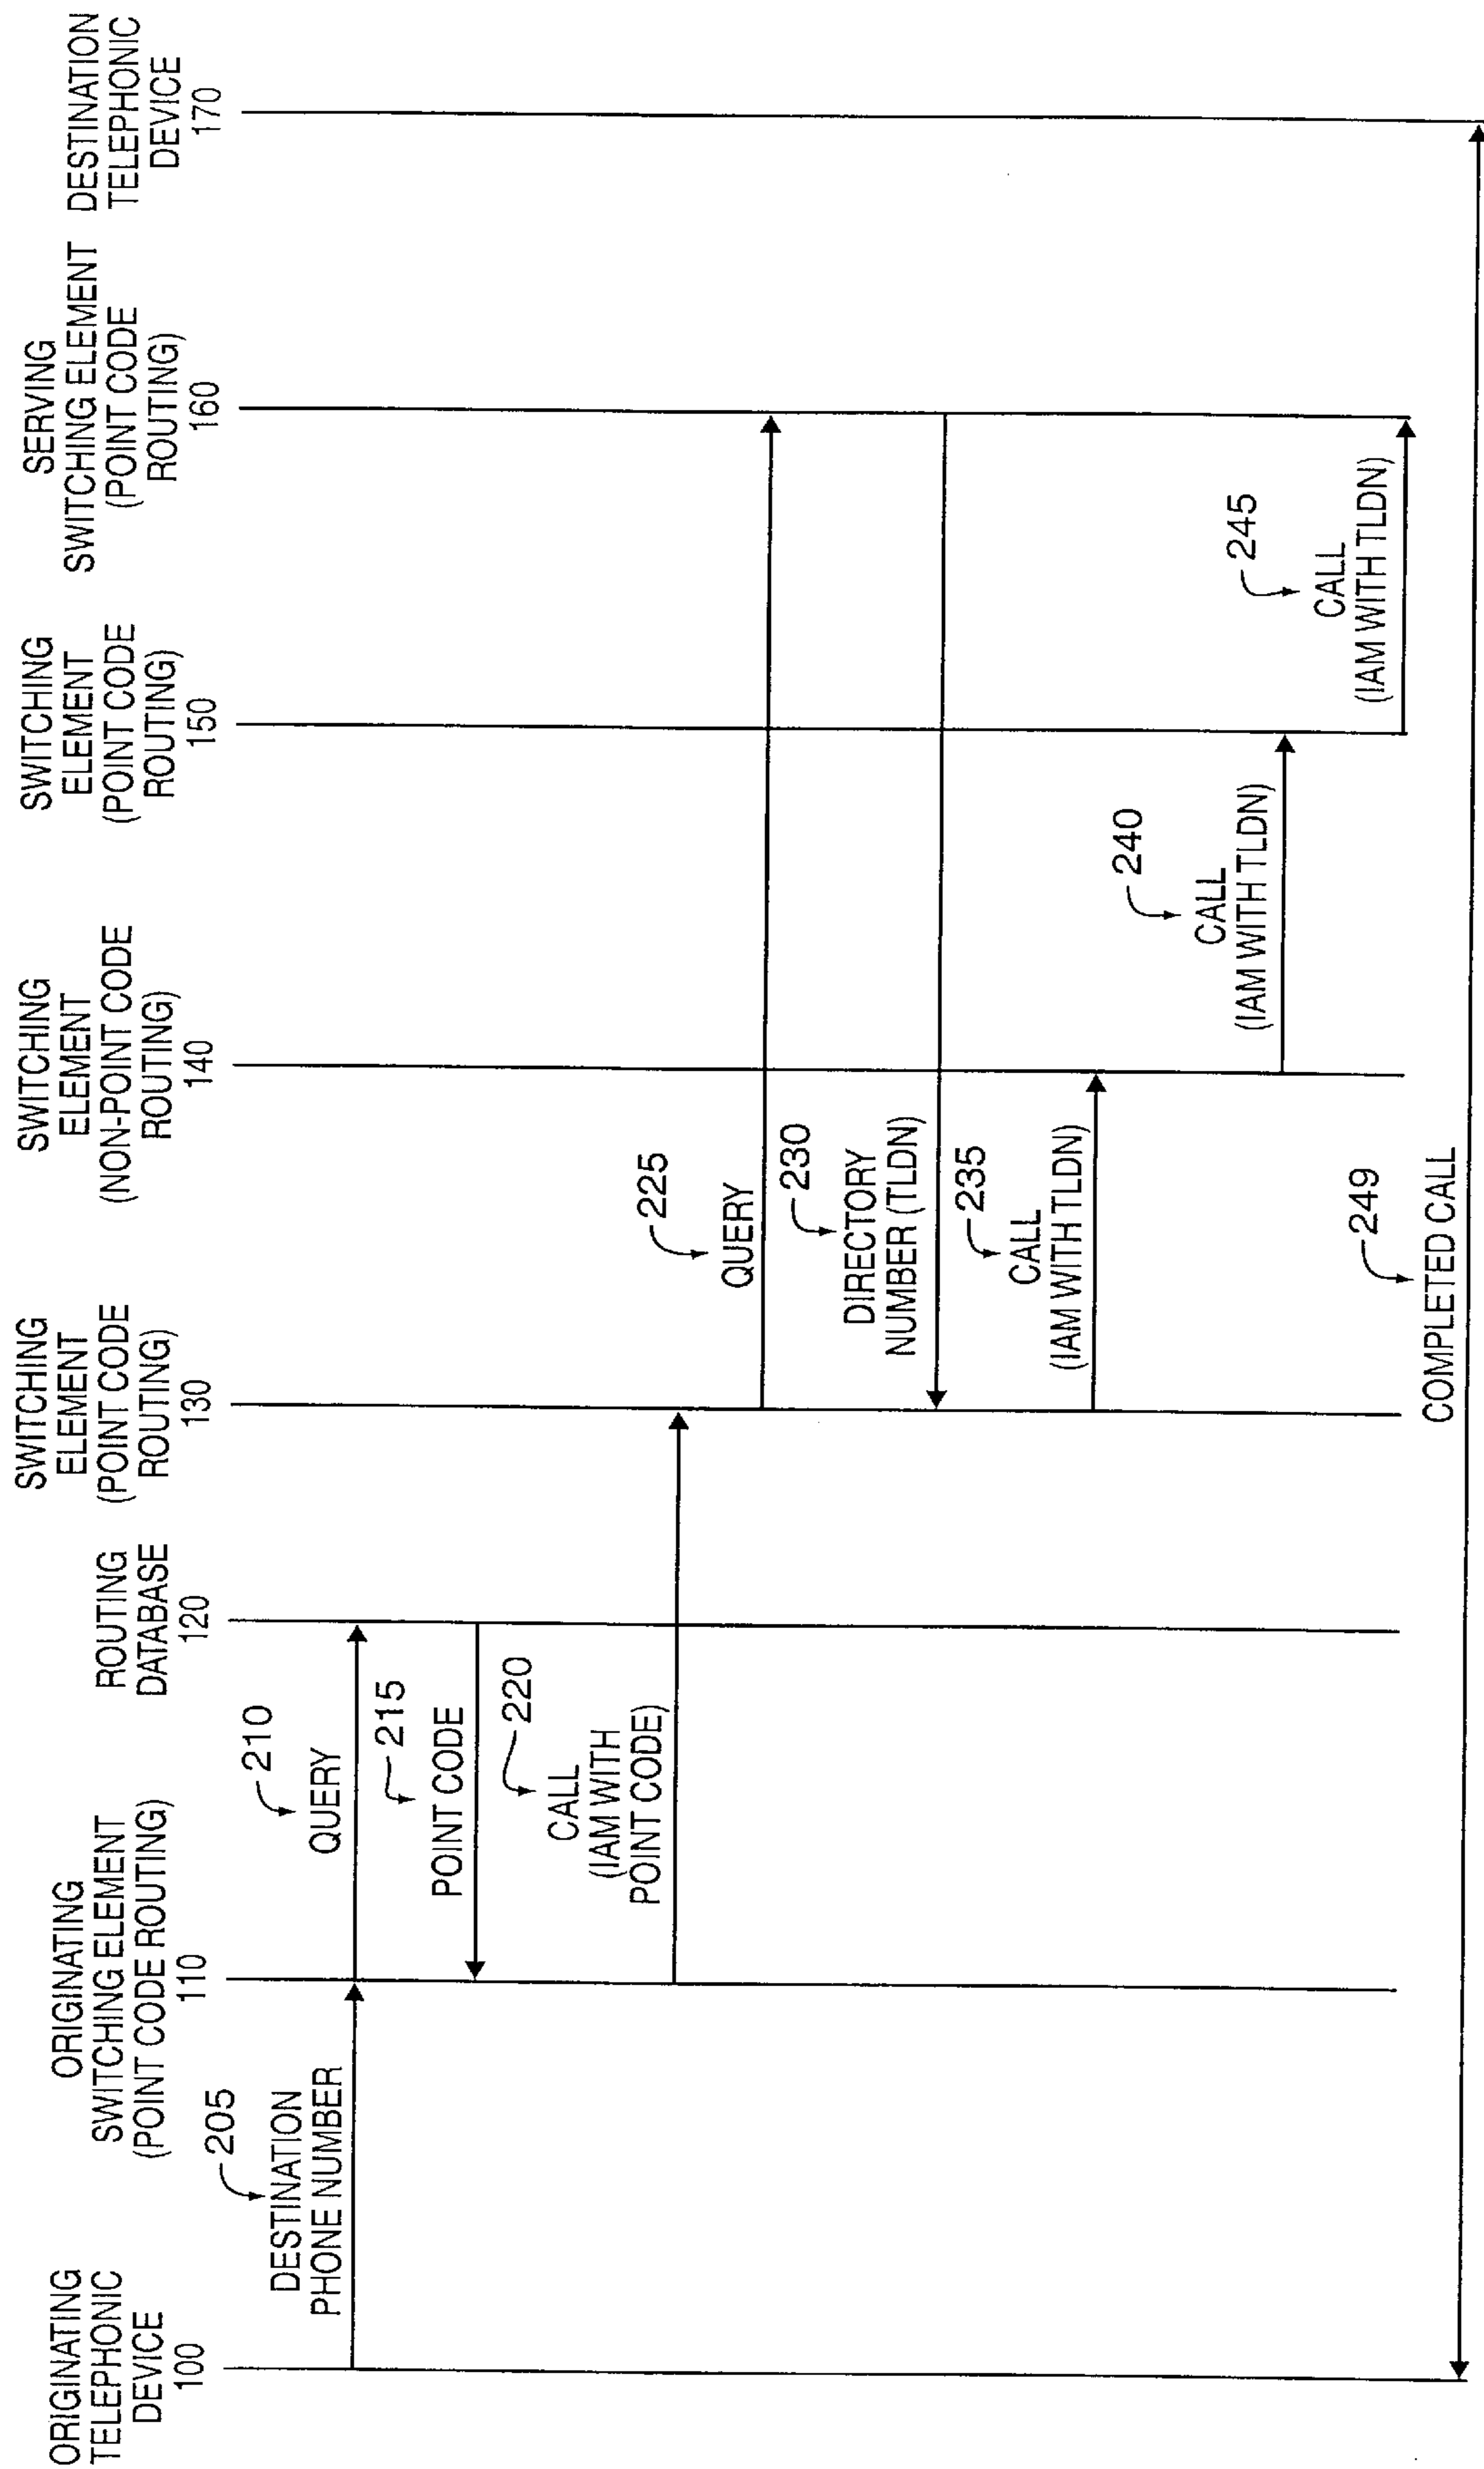 ORIGINATING
TELEPHONIC
DEVICE
100
ORIGINATING
SWITCHING ELEMENT
(POINT CODE ROUTING)
110
ROUTING
DATABASE
120
SWITCHING
ELEMENT
(POINT CODE
ROUTING)
130
SWITCHING
ELEMENT
(NON-POINT CODE
ROUTING)
140
SWITCHING
ELEMENT
(POINT CODE
ROUTING)
150
SERVING
SWITCHING ELEMENT
(POINT CODE
ROUTING)
160
DESTINATION
TELEPHONIC
DEVICE
170
205
DESTINATION
PHONE NUMBER
210
QUERY
215
POINT CODE
220
CALL
(IAM WITH
POINT CODE)
225
QUERY
230
DIRECTORY
NUMBER (TLDN)
235
CALL
(IAM WITH TLDN)
240
CALL
(IAM WITH TLDN)
245
CALL
(IAM WITH TLDN)
249
COMPLETED CALL